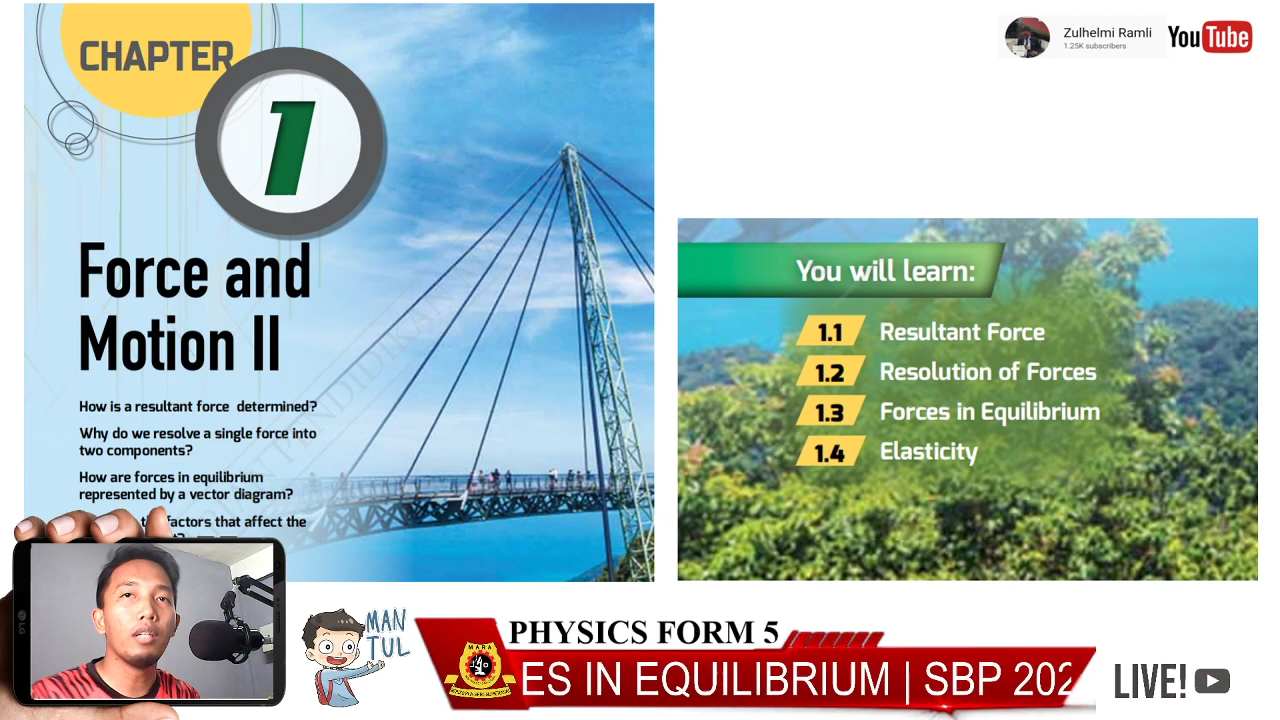 CHAPTER
1
Force and
Motion II
How is a resultant force determined?
Why do we resolve a single force into
two components?
How are forces in equilibrium
represented by a vector diagram?
factors that affect the
Zulhelmi Ramli
1.25K subscribers
YouTube
You will learn:
1.1 Resultant Force
1.2 Resolution of Forces
1.3 Forces in Equilibrium
1.4 Elasticity
LG
MAN
TUL
MARA
PHYSICS FORM 5
ES IN EQUILIBRIUM | SBP 202
LIVE!